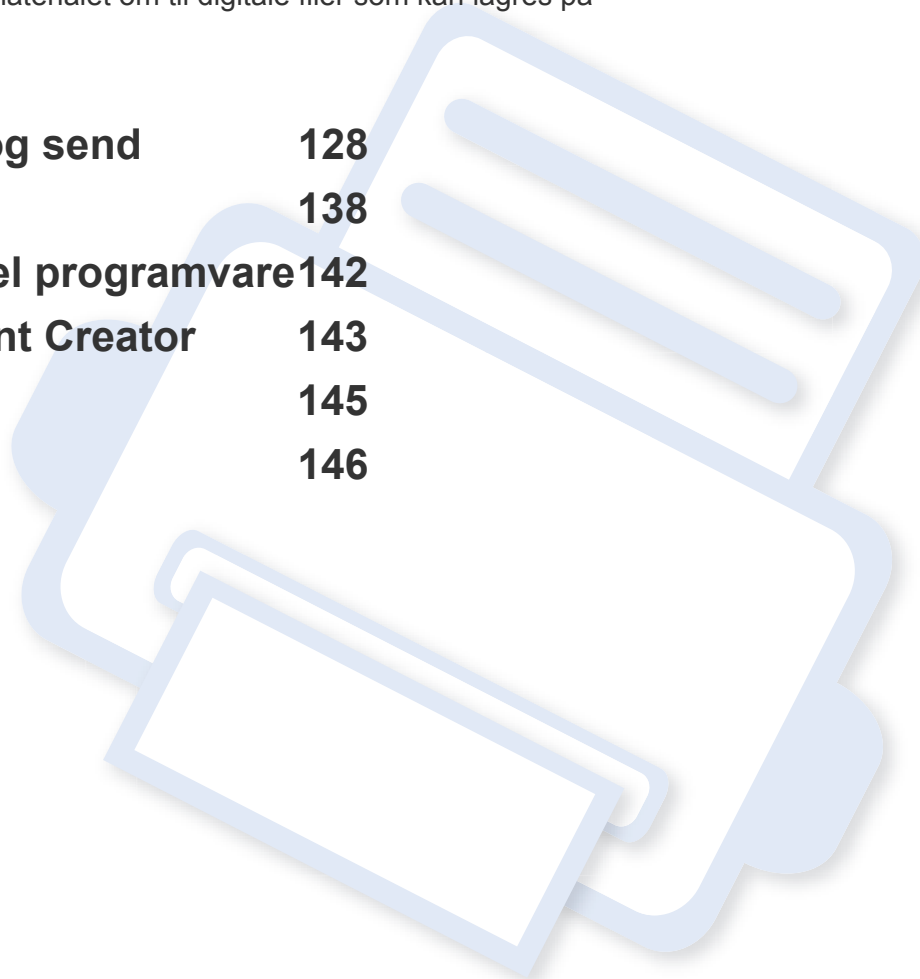 materialet om til digitale filer som kan lagres på
og send 128
138
el programvare142
nt Creator 143
145
146